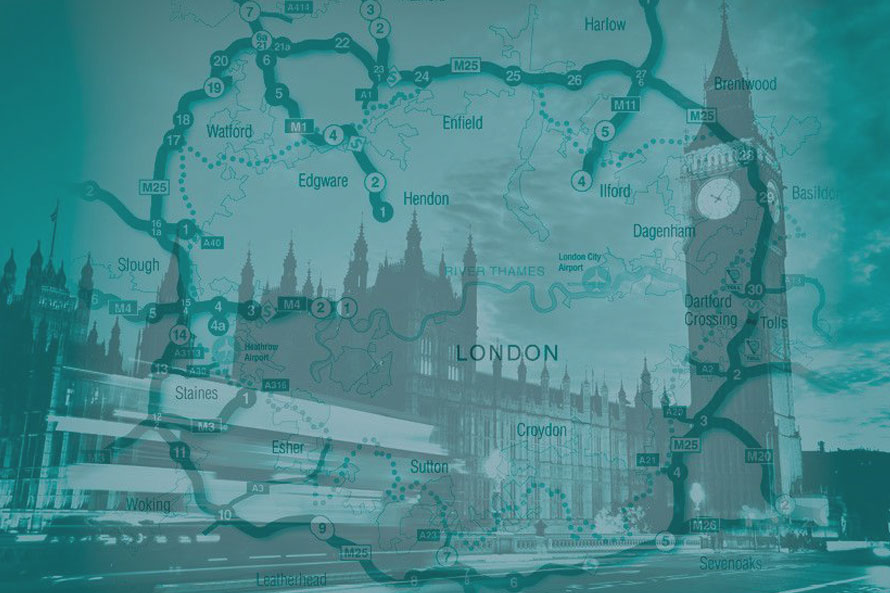 7
A414
3
2
Harlow
6a
21
21a
22
20
6
23
1
24
M25
25
26
27
6
19
5
A1
M11
Brentwood
M25
18
Watford
M1
4
5
Enfield
5
17
28
Edgware
2
4
Ilford
M25
2
Hendon
1
29
Basildon
16
1a
1
A40
Dagenham
Slough
RIVER THAMES
London City
Airport
30
6
M4
5
15
4
3
M4
2
1
Dartford
Crossing
Tolls
4a
14
Heathrow
Airport
LONDON
A30
13
A2
2
Staines
1
A316
12
M3
3
Croydon
M25
Esher
11
Sutton
A21
4
M20
A3
Woking
10
9
A23
M26
2
7
5
M25
Sevenoaks
Leatherhead
8
6